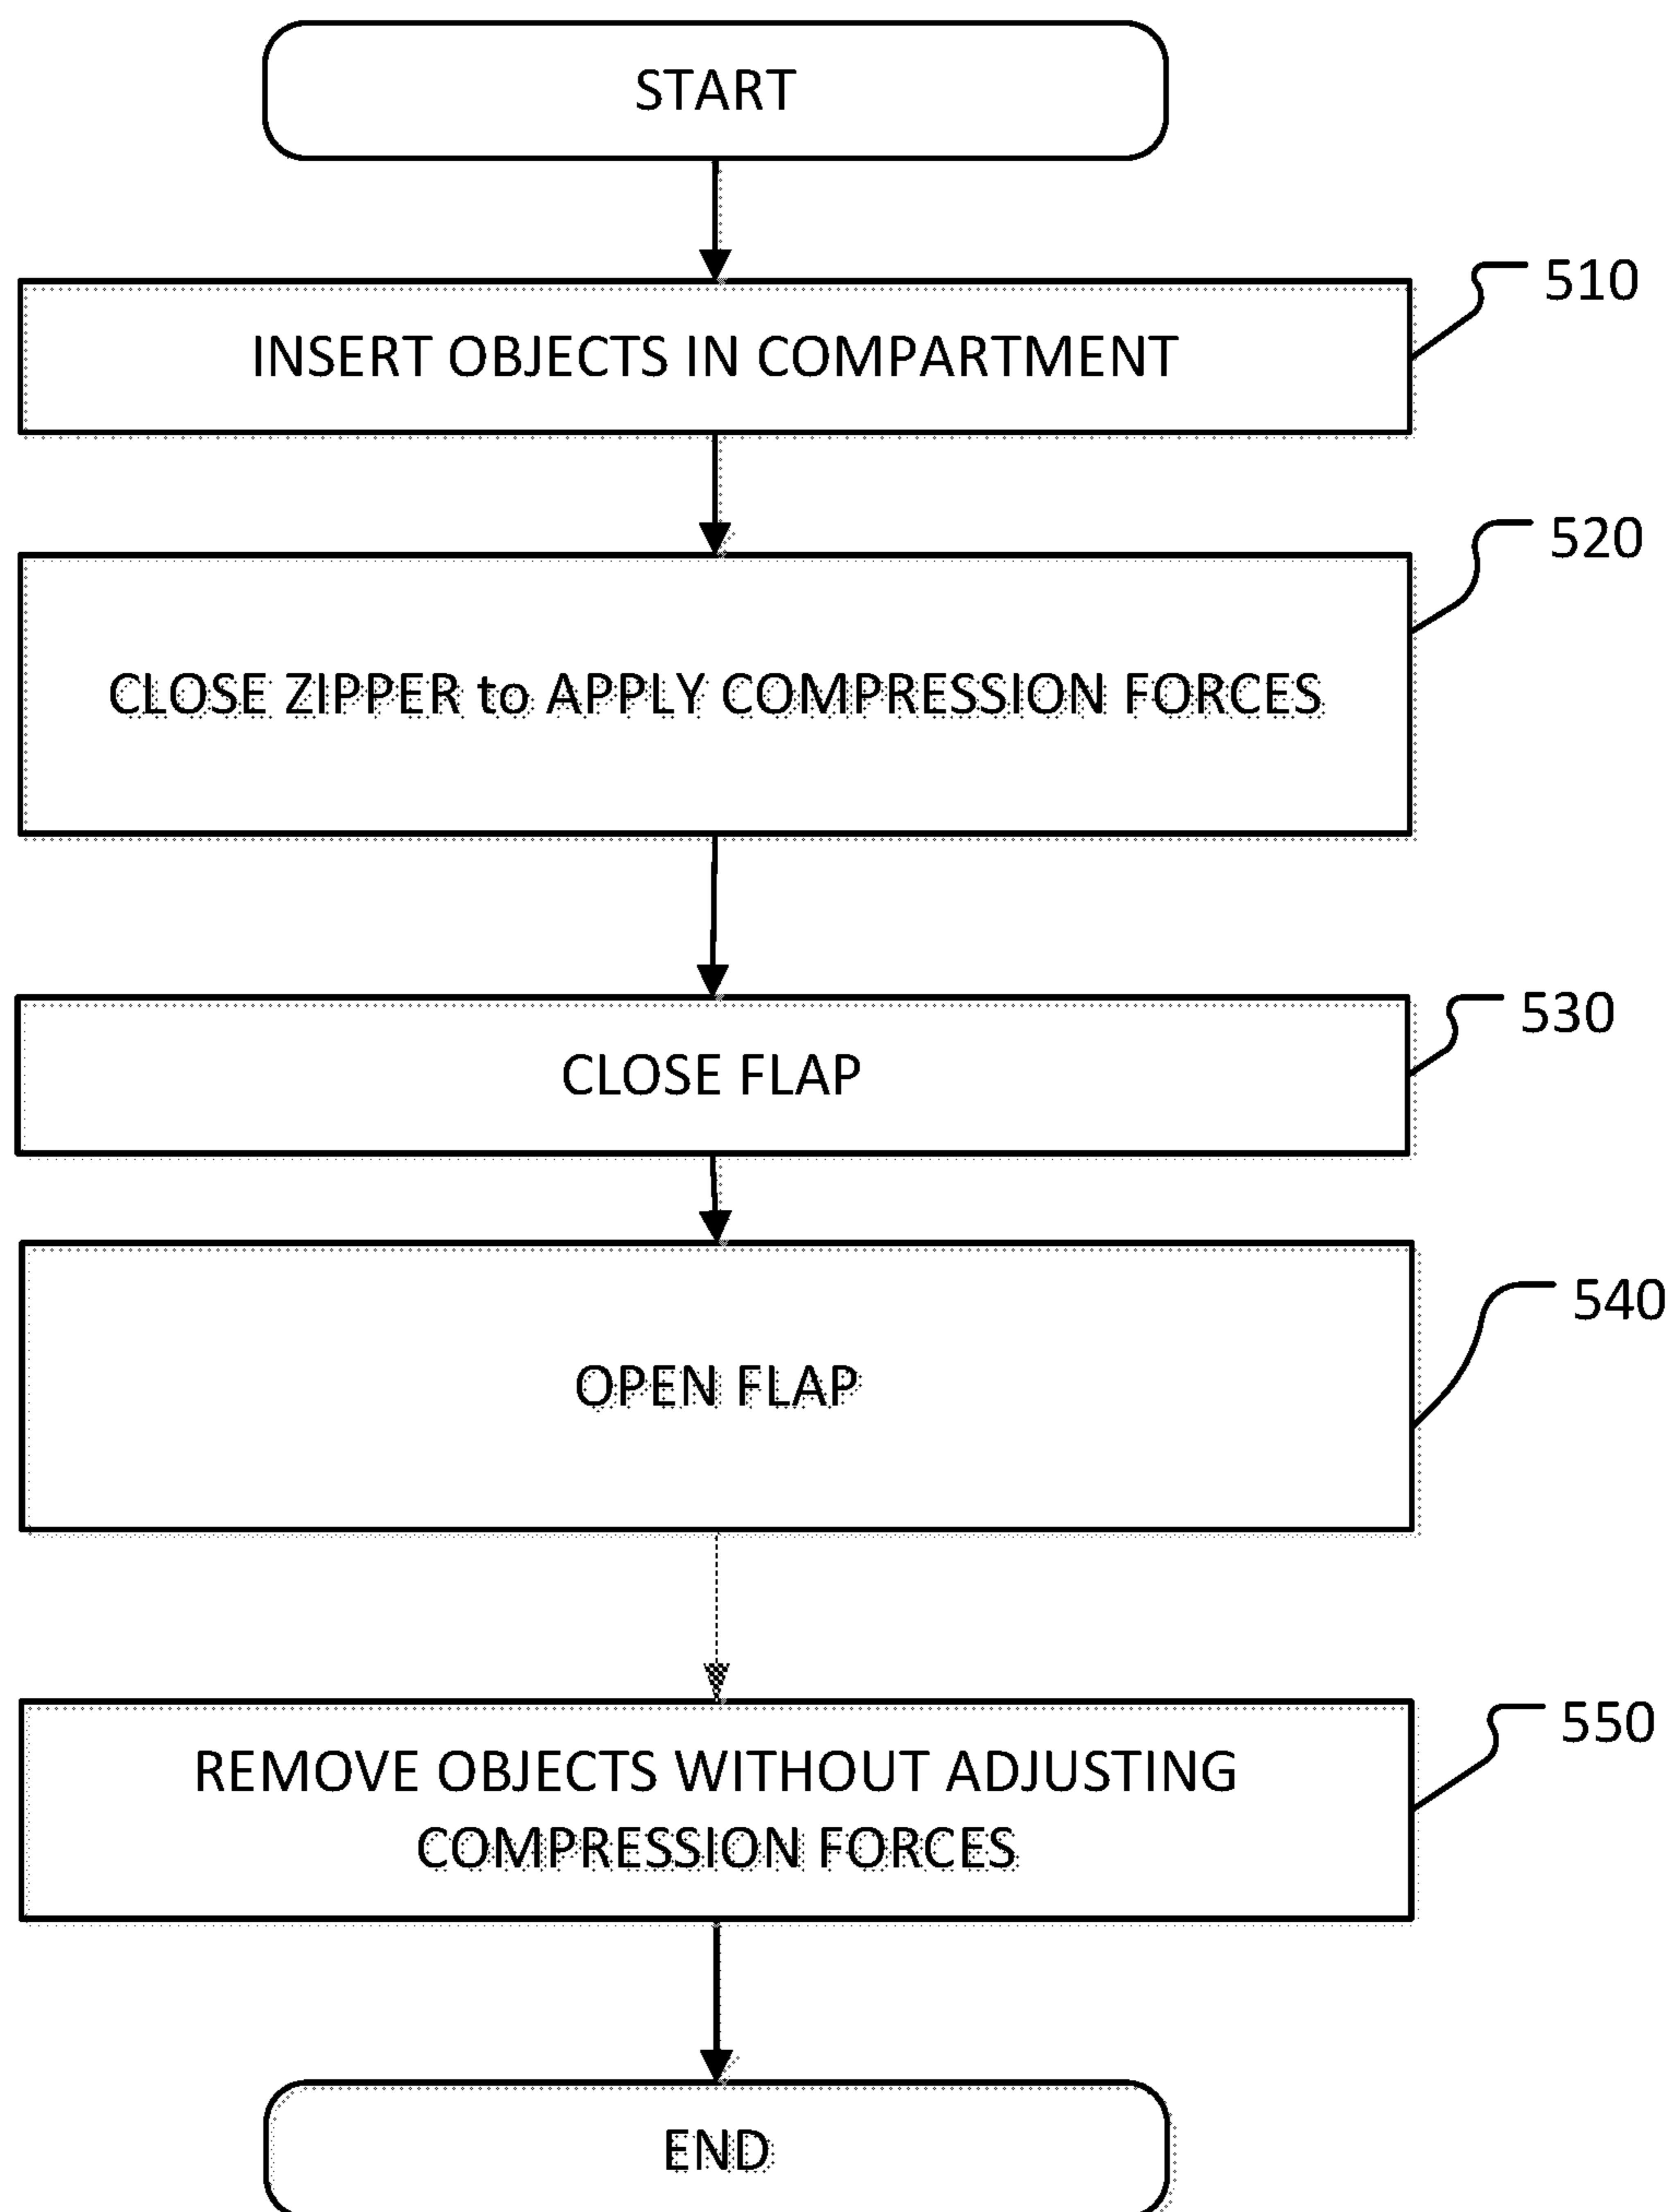 START
INSERT OBJECTS IN COMPARTMENT
510
CLOSE ZIPPER to APPLY COMPRESSION FORCES
520
CLOSE FLAP
530
OPEN FLAP
540
REMOVE OBJECTS WITHOUT ADJUSTING
COMPRESSION FORCES
550
END